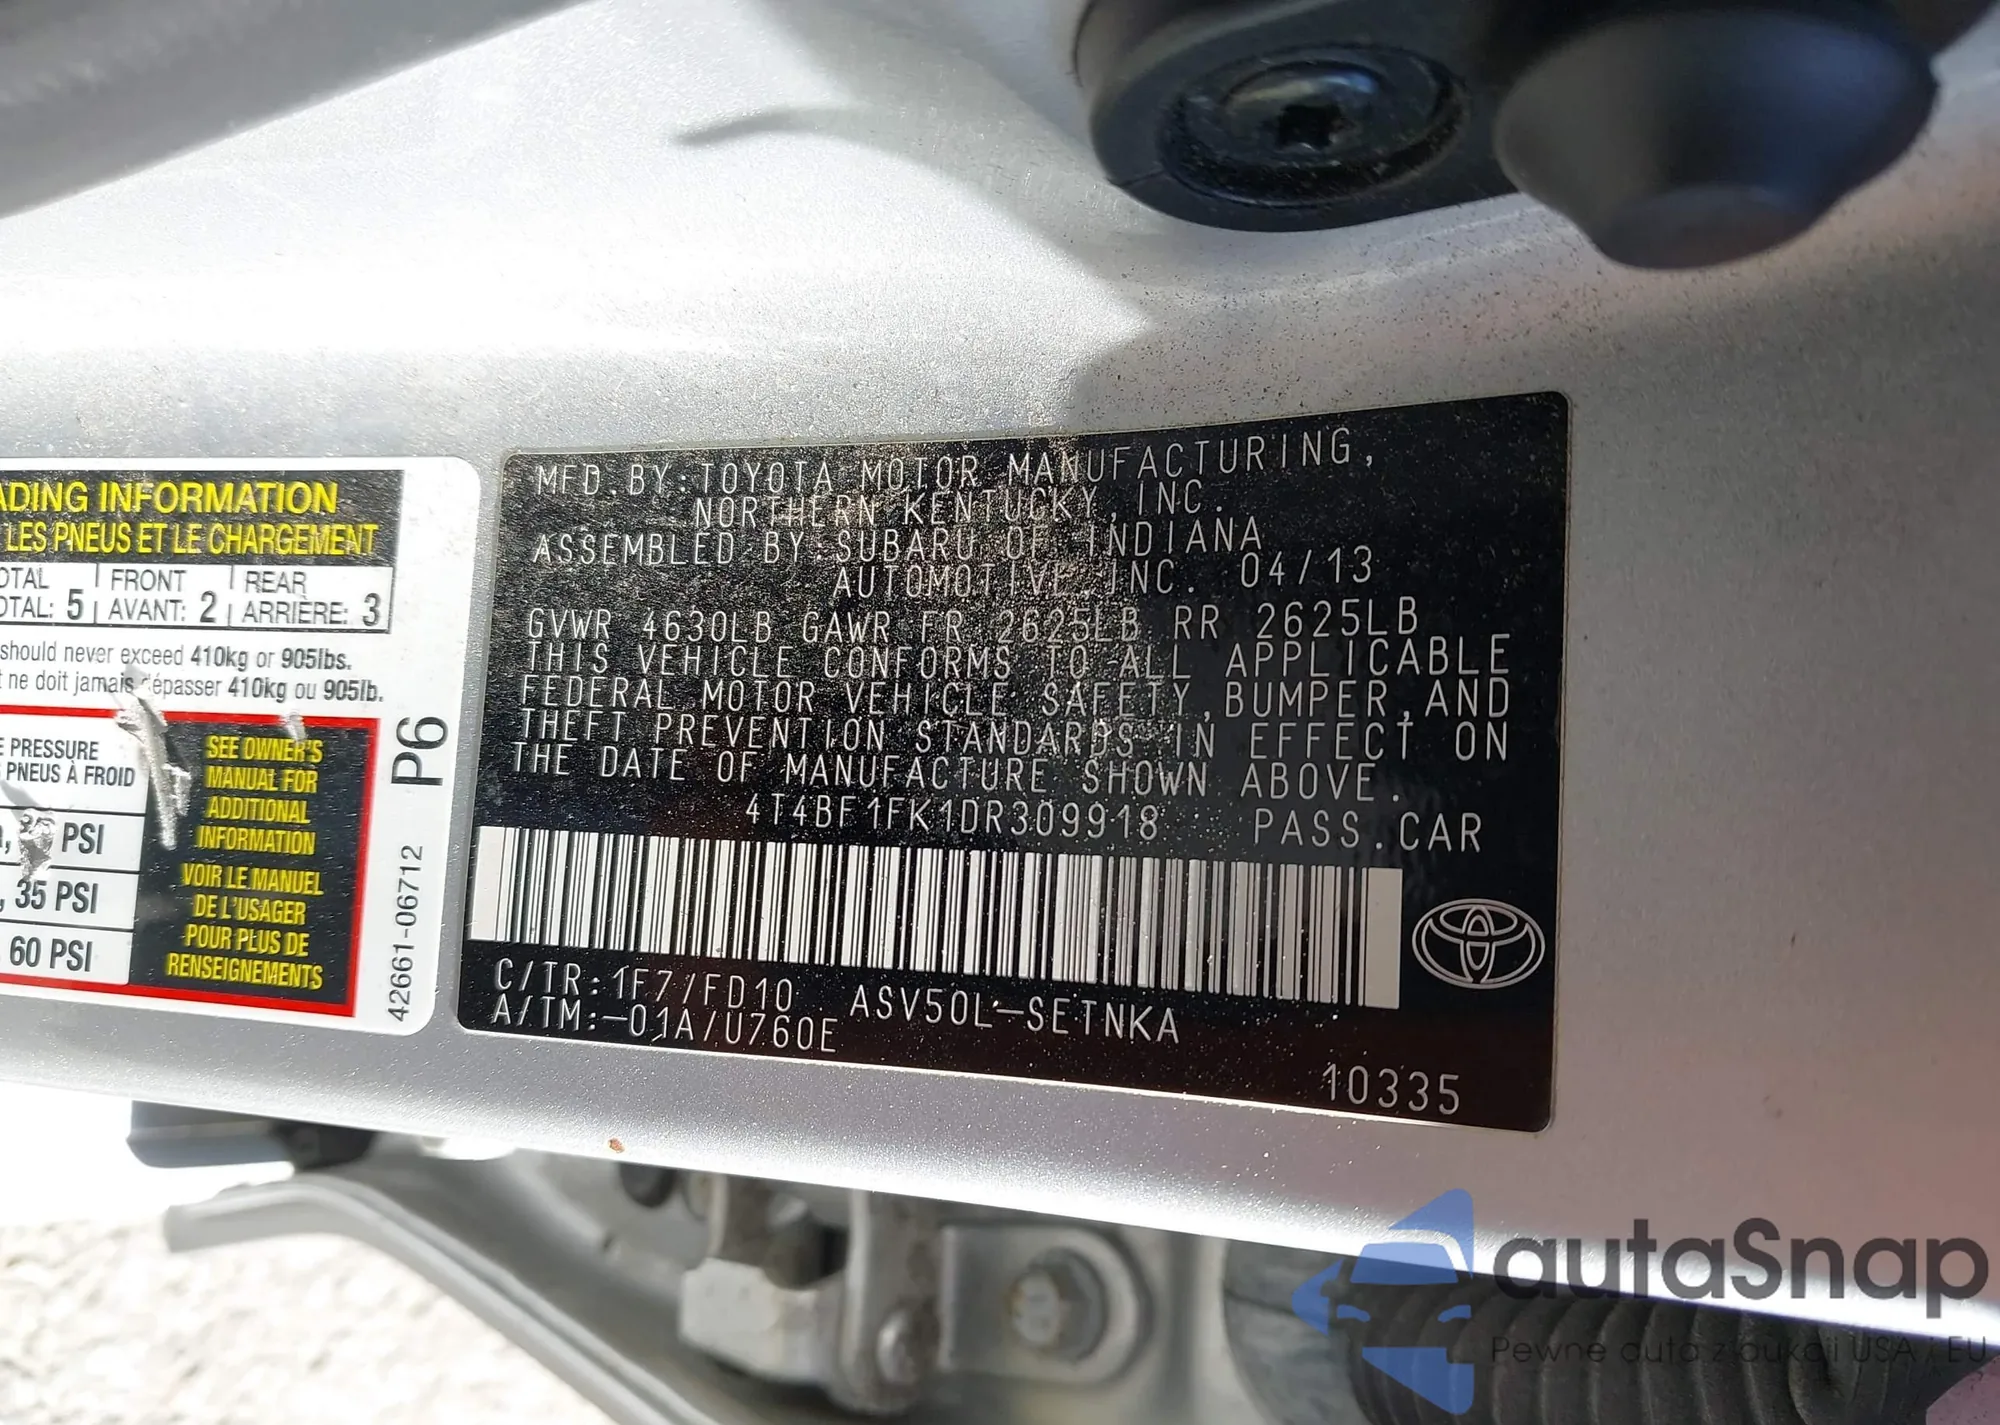 ADING INFORMATION
LES PNEUS ET LE CHARGEMENT
OTAL FRONT REAR
OTAL: 5 AVANT: 2 ARRIÈRE: 3
should never exceed 410kg or 905lbs.
t ne doit jamais dépasser 410kg ou 905lb.
E PRESSURE
PNEUS À FROID
PSI
, 35 PSI
60 PSI
SEE OWNER'S
MANUAL FOR
ADDITIONAL
INFORMATION
VOIR LE MANUEL
DE L'USAGER
POUR PLUS DE
RENSEIGNEMENTS
P6
42661-06712
MFD.BY:TOYOTA MOTOR MANUFACTURING,
NORTHERN KENTUCKY,INC.
ASSEMBLED BY:SUBARU OF INDIANA
AUTOMOTIVE,INC. 04/13
GVWR 4630LB GAWR FR 2625LB RR 2625LB
THIS VEHICLE CONFORMS TO ALL APPLICABLE
FEDERAL MOTOR VEHICLE SAFETY,BUMPER,AND
THEFT PREVENTION STANDARDS IN EFFECT ON
THE DATE OF MANUFACTURE SHOWN ABOVE.
4T4BF1FK1DR309918 PASS.CAR
C/TR:1F7/FD10 ASV50L-SETNKA
A/TM:-01A/U760E
10335
autaSnap
Pewne auta z aukcji USA i EU